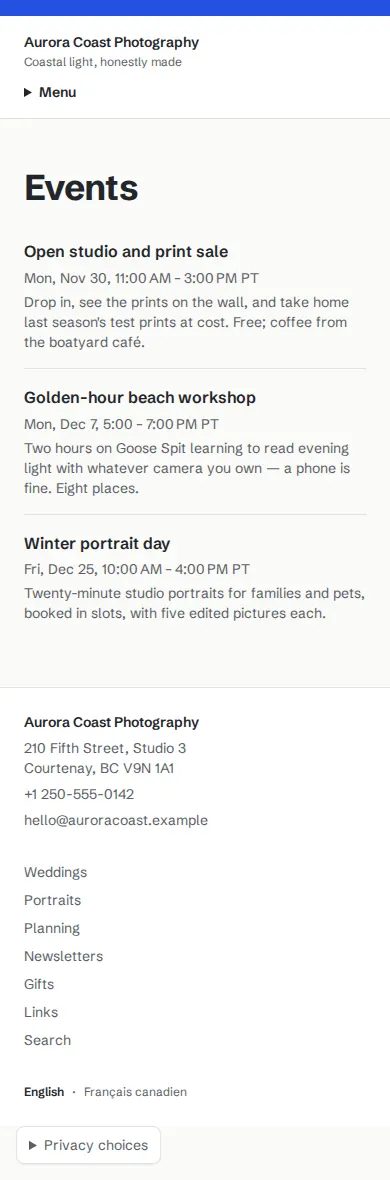 Aurora Coast Photography
Coastal light, honestly made
Menu
Events
Open studio and print sale
Mon, Nov 30, 11:00 AM – 3:00 PM PT
Drop in, see the prints on the wall, and take home
last season's test prints at cost. Free; coffee from
the boatyard café.
Golden-hour beach workshop
Mon, Dec 7, 5:00 – 7:00 PM PT
Two hours on Goose Spit learning to read evening
light with whatever camera you own — a phone is
fine. Eight places.
Winter portrait day
Fri, Dec 25, 10:00 AM – 4:00 PM PT
Twenty-minute studio portraits for families and pets,
booked in slots, with five edited pictures each.
Aurora Coast Photography
210 Fifth Street, Studio 3
Courtenay, BC V9N 1A1
+1 250-555-0142
hello@auroracoast.example
Weddings
Portraits
Planning
Newsletters
Gifts
Links
Search
English · Français canadien
Privacy choices